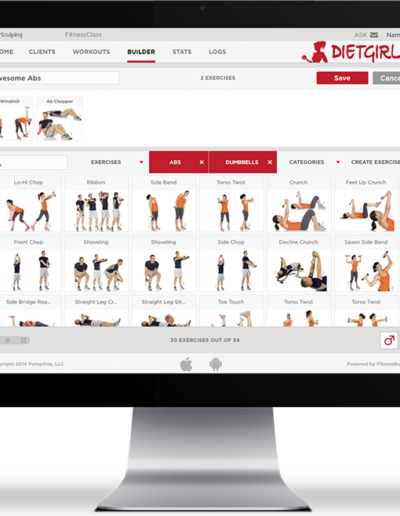 Sculping FitnessClass ASK Nam
OME CLIENTS WORKOUTS BUILDER STATS LOGS DIETGIRL
wesome Abs 2 EXERCISES Save Cance
Windmill Ab Chopper
EXERCISES ABS × DUMBBELLS × CATEGORIES CREATE EXERCISE
Lo-Hi Chop Ribbon Side Bend Torso Twist Crunch Feet Up Crunch
Front Chop Shoveling Shoveling Side Chop Decline Crunch Saxon Side Bend
Side Bridge Rea... Straight Leg Cr... Straight Leg Sit... Toe Touch Torso Twist Torso Twist
30 EXERCISES OUT OF 34
pyright 2014 PumpOne, LLC Powered by FitnessBu